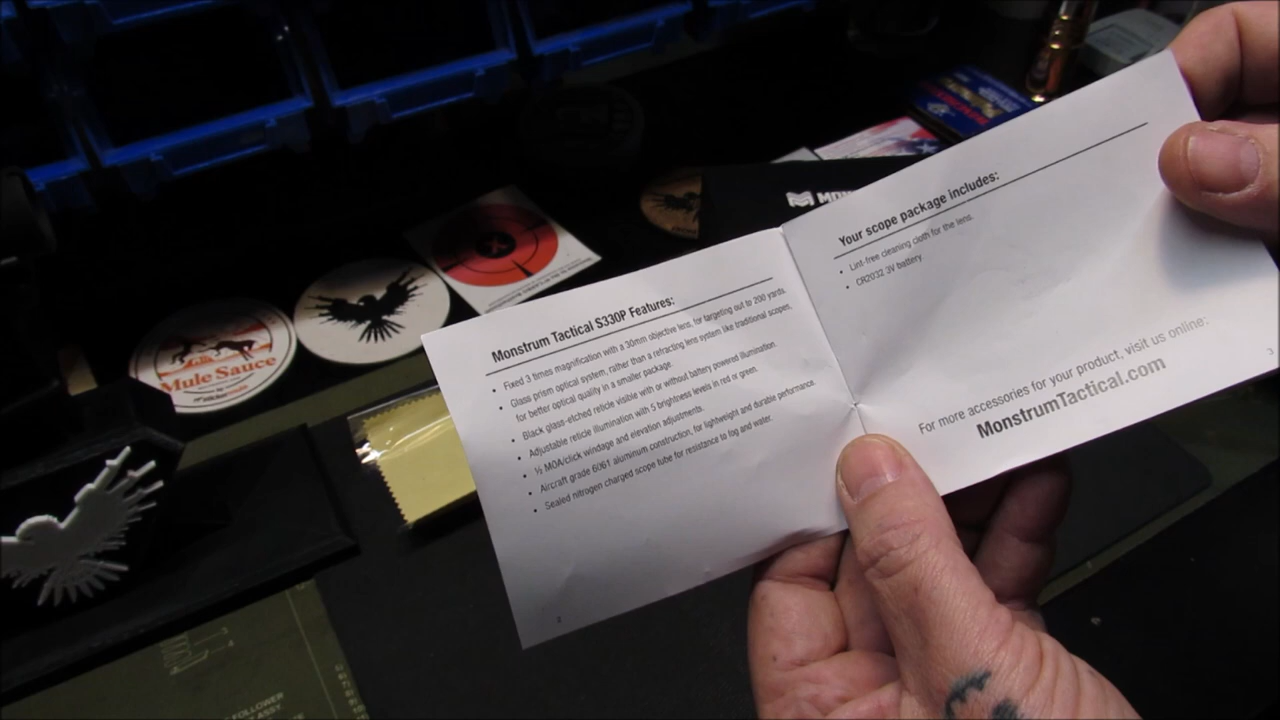 Monstrum Tactical S330P Features:
• Fixed 3 times magnification with a 30mm objective lens, for targeting out to 200 yards.
• Glass prism optical system, rather than a refracting lens system like traditional scopes,
for better optical quality in a smaller package.
• Black glass-etched reticle visible with or without battery powered illumination.
• Adjustable reticle illumination with 5 brightness levels in red or green.
• ½ MOA/click windage and elevation adjustments.
• Aircraft grade 6061 aluminum construction, for lightweight and durable performance.
• Sealed nitrogen charged scope tube for resistance to fog and water.
2
Your scope package includes:
• Lint-free cleaning cloth for the lens.
• CR2032 3V battery.
For more accessories for your product, visit us online:
MonstrumTactical.com
3
Mule Sauce
FOLLOWER